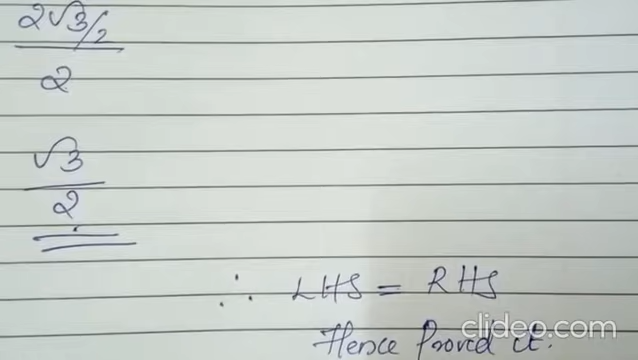 2√3/2
2
√3
2
∴ LHS = RHS
Hence Proved it.
clideo.com